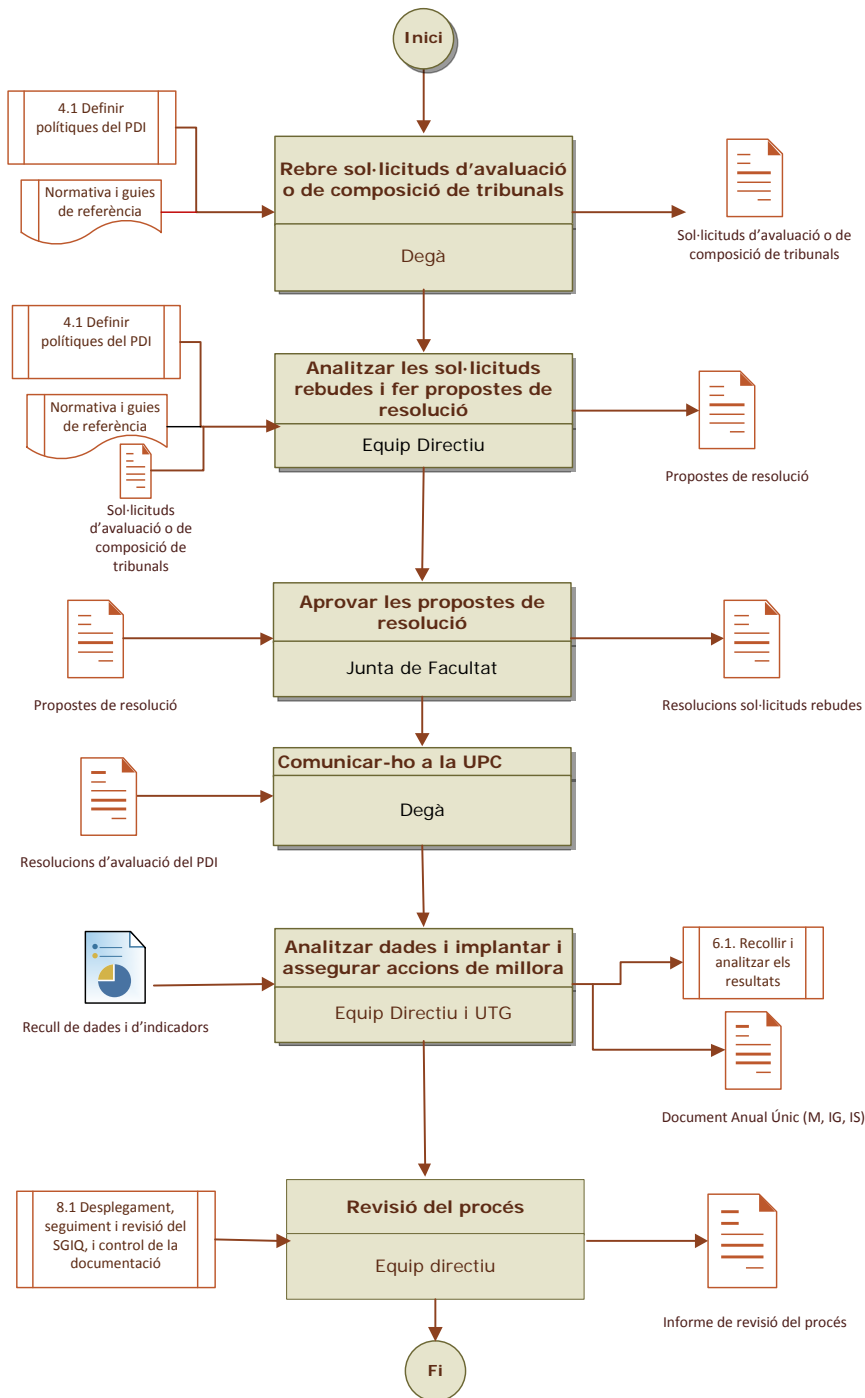 Inici
4.1 Definir
polítiques del PDI
Normativa i guies
de referència
Rebre sol·licituds d'avaluació
o de composició de tribunals
Degà
Sol·licituds d'avaluació o de
composició de tribunals
4.1 Definir
polítiques del PDI
Normativa i guies
de referència
Sol·licituds
d'avaluació o de
composició de
tribunals
Analitzar les sol·licituds
rebudes i fer propostes
de resolució
Equip Directiu
Propostes de resolució
Propostes de resolució
Aprovar les propostes de
resolució
Junta de Facultat
Resolucions sol·licituds rebudes
Resolucions d'avaluació del PDI
Comunicar-ho a la UPC
Degà
Recull de dades i d'indicadors
Analitzar dades i implantar i
assegurar accions de millora
Equip Directiu i UTG
6.1. Recollir i
analitzar els
resultats
Document Anual Únic (M, IG, IS)
8.1 Desplegament,
seguiment i revisió del
SGIQ, i control de la
documentació
Revisió del procés
Equip directiu
Informe de revisió del procés
Fi